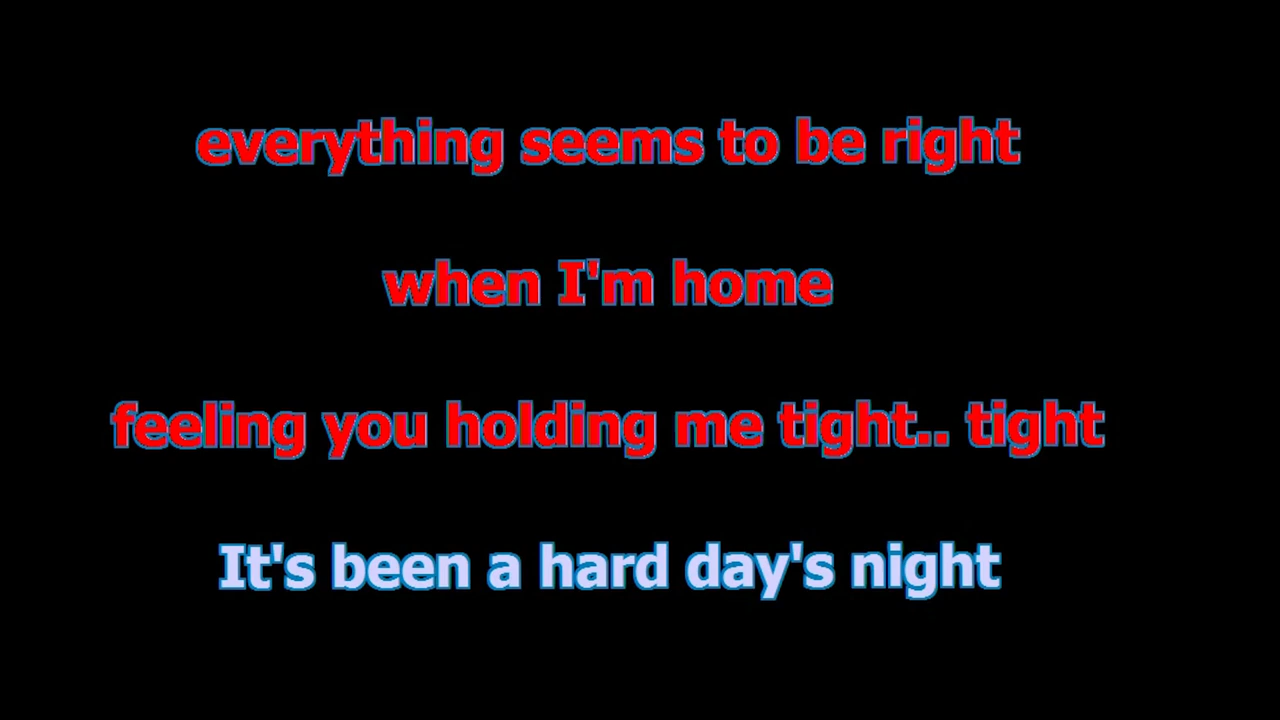 everything seems to be right
when I'm home
feeling you holding me tight.. tight
It's been a hard day's night